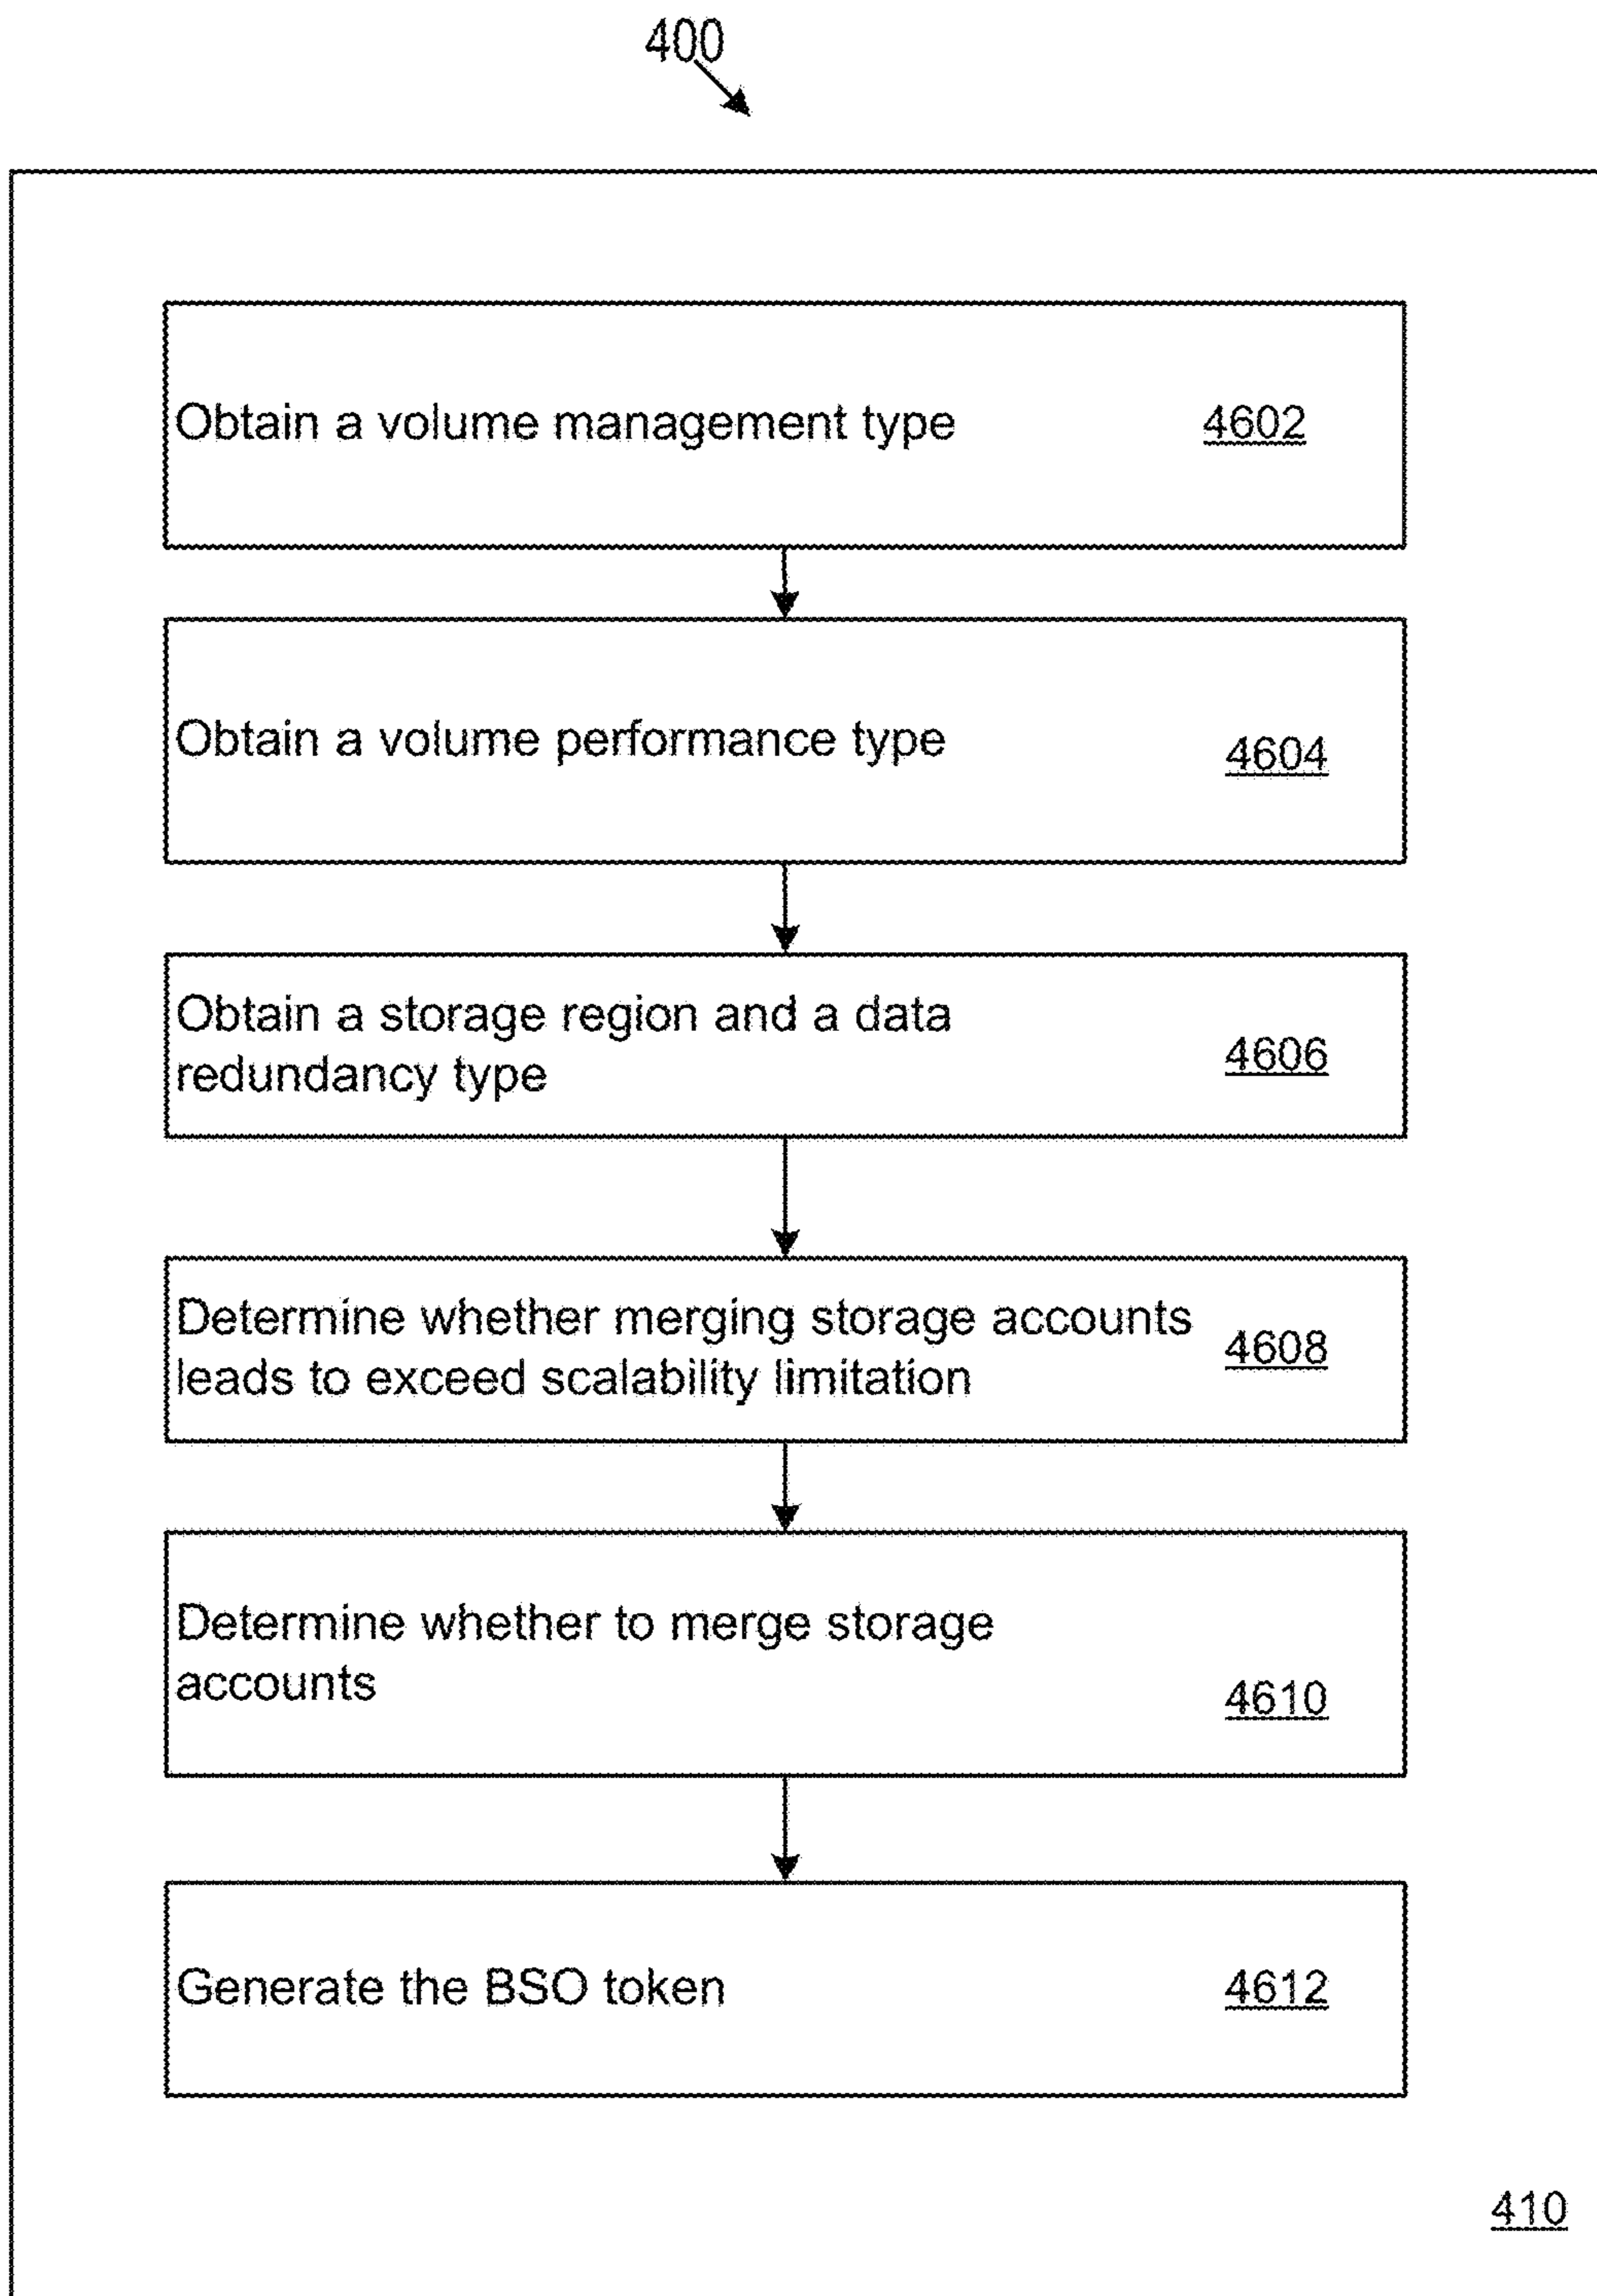 400
Obtain a volume management type 4602
Obtain a volume performance type 4604
Obtain a storage region and a data
redundancy type 4606
Determine whether merging storage accounts
leads to exceed scalability limitation 4608
Determine whether to merge storage
accounts 4610
Generate the BSO token 4612
410